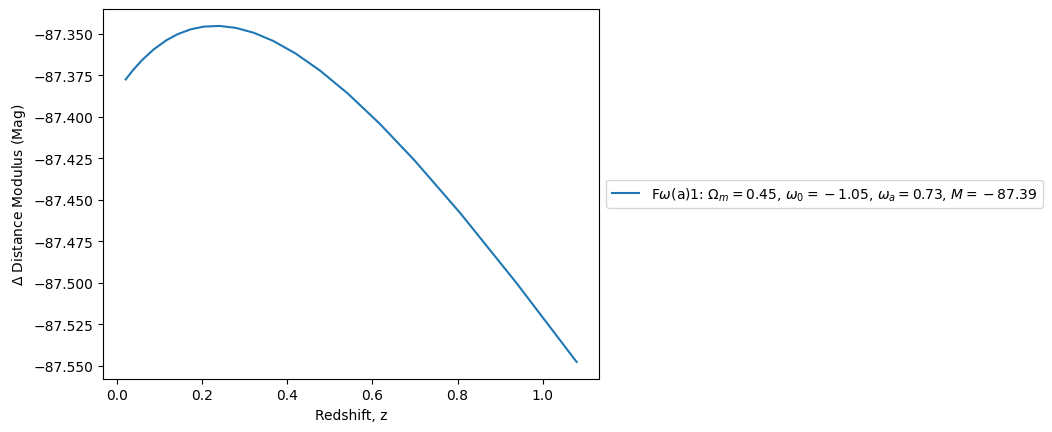 −87.350
−87.375
−87.400
−87.425
−87.450
−87.475
−87.500
−87.525
−87.550
Δ Distance Modulus (Mag)
0.0 0.2 0.4 0.6 0.8 1.0
Redshift, z
Fω(a)1: Ωₘ = 0.45, ω₀ = −1.05, ωₐ = 0.73, M = −87.39